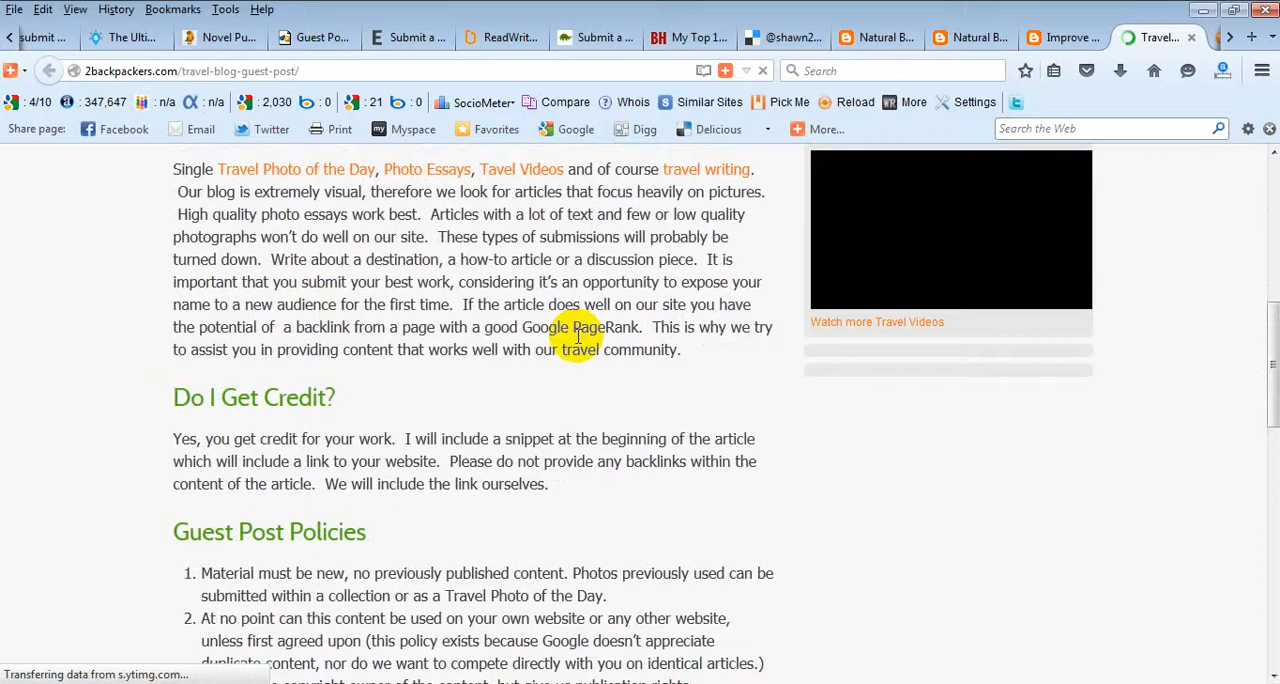 File Edit View History Bookmarks Tools Help
submit ... The Ulti... Novel Pu... Guest Po... Submit a ... ReadWrit... Submit a ... My Top 1... @shawn2... Natural B... Natural B... Improve ... Travel...
2backpackers.com/travel-blog-guest-post/ Search
4/10 347,647 : n/a : n/a : 2,030 : 0 : 21 : 0 SocioMeter Compare Whois Similar Sites Pick Me Reload More Settings
Share page: Facebook Email Twitter Print Myspace Favorites Google Digg Delicious More... Search the Web
Single Travel Photo of the Day, Photo Essays, Tavel Videos and of course travel writing.
Our blog is extremely visual, therefore we look for articles that focus heavily on pictures.
High quality photo essays work best. Articles with a lot of text and few or low quality
photographs won't do well on our site. These types of submissions will probably be
turned down. Write about a destination, a how-to article or a discussion piece. It is
important that you submit your best work, considering it's an opportunity to expose your
name to a new audience for the first time. If the article does well on our site you have
the potential of a backlink from a page with a good Google PageRank. This is why we try
to assist you in providing content that works well with our travel community.
Watch more Travel Videos
Do I Get Credit?
Yes, you get credit for your work. I will include a snippet at the beginning of the article
which will include a link to your website. Please do not provide any backlinks within the
content of the article. We will include the link ourselves.
Guest Post Policies
1. Material must be new, no previously published content. Photos previously used can be
submitted within a collection or as a Travel Photo of the Day.
2. At no point can this content be used on your own website or any other website,
unless first agreed upon (this policy exists because Google doesn't appreciate
duplicate content, nor do we want to compete directly with you on identical articles.)
Transferring data from s.ytimg.com...